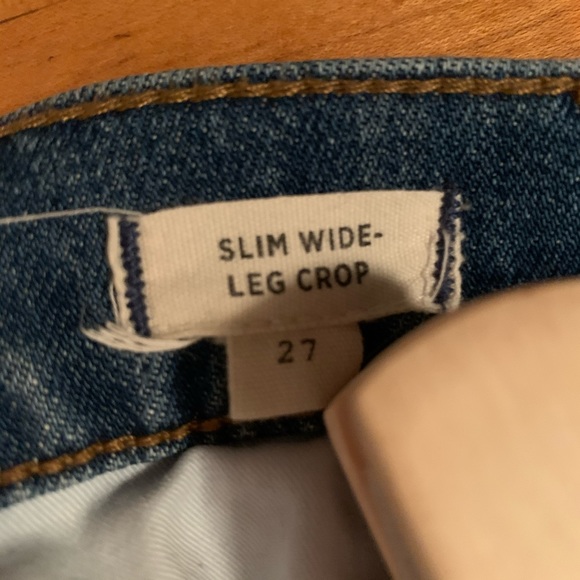 SLIM WIDE-
LEG CROP
27